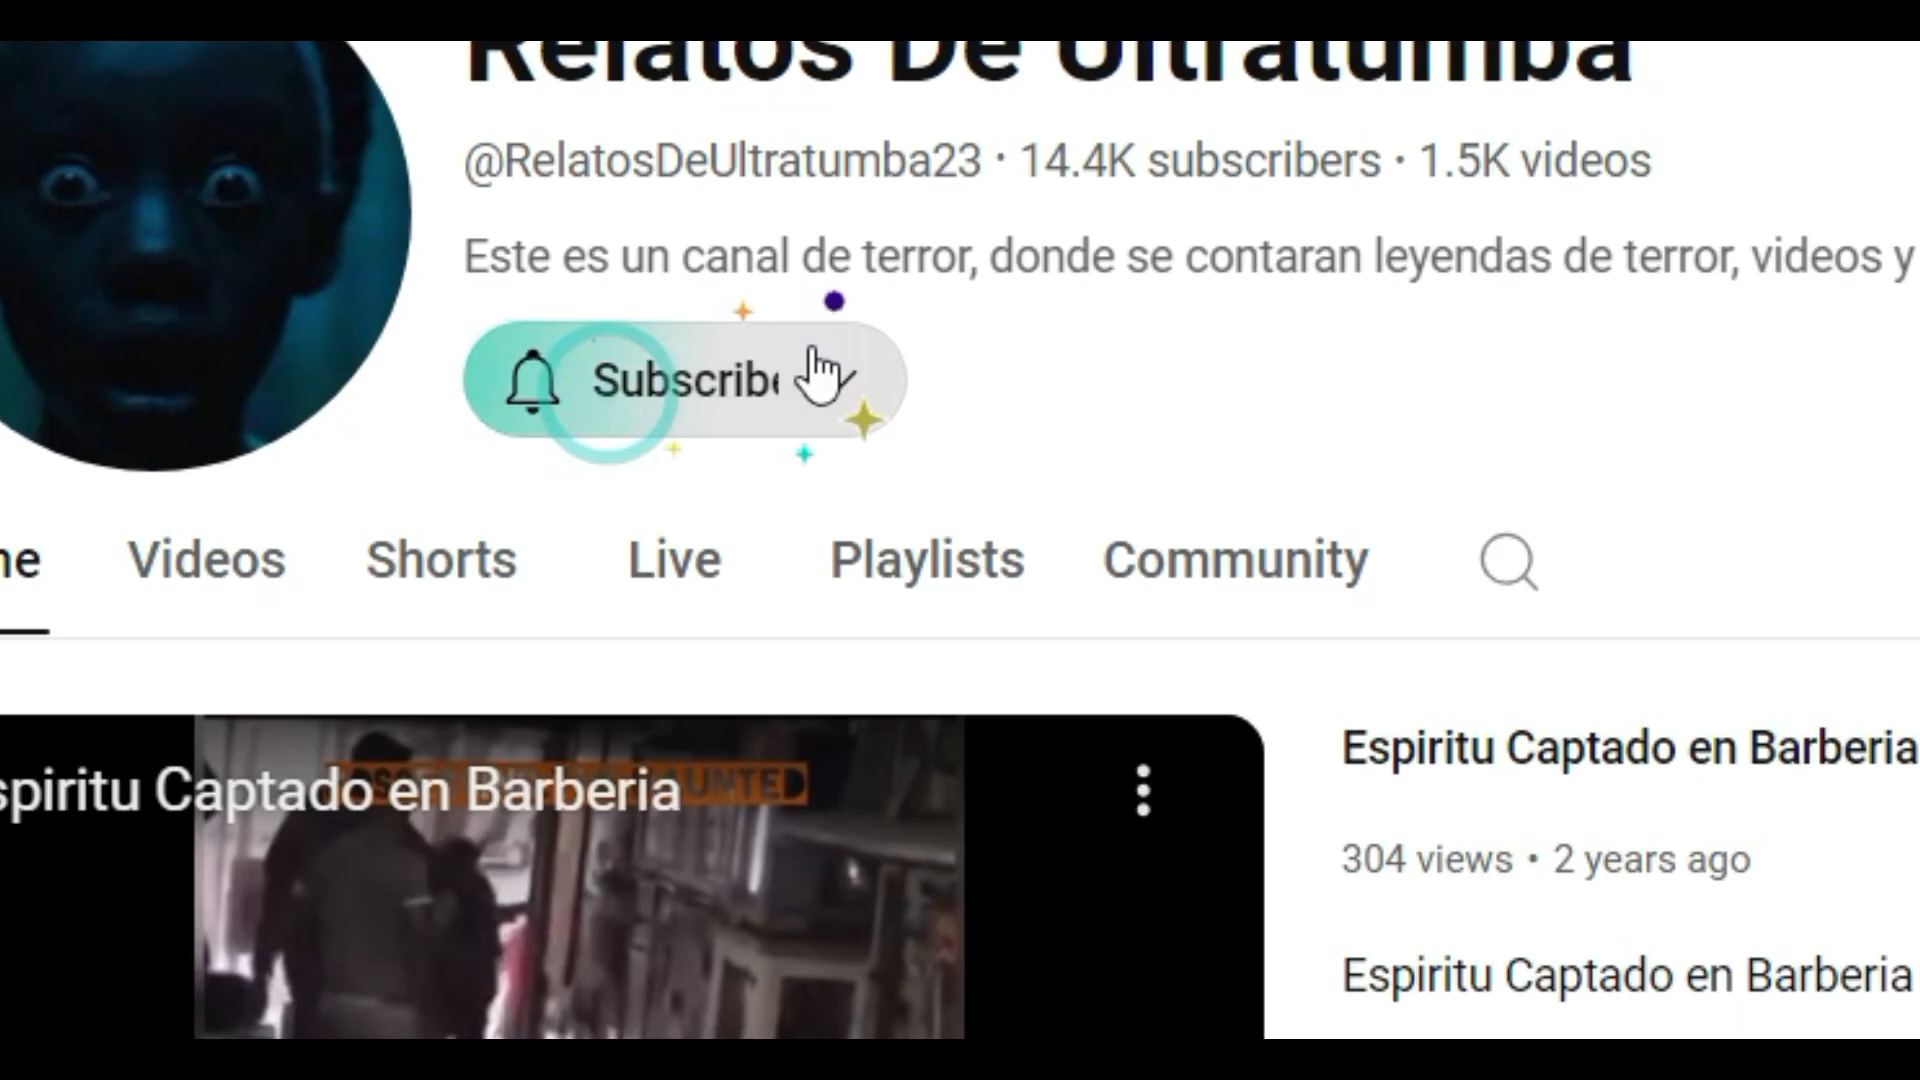 Relatos De Ultratumba
@RelatosDeUltratumba23 · 14.4K subscribers · 1.5K videos
Este es un canal de terror, donde se contaran leyendas de terror, videos y
Subscribe
Videos Shorts Live Playlists Community
spiritu Captado en Barberia
Espiritu Captado en Barberia
304 views • 2 years ago
Espiritu Captado en Barberia